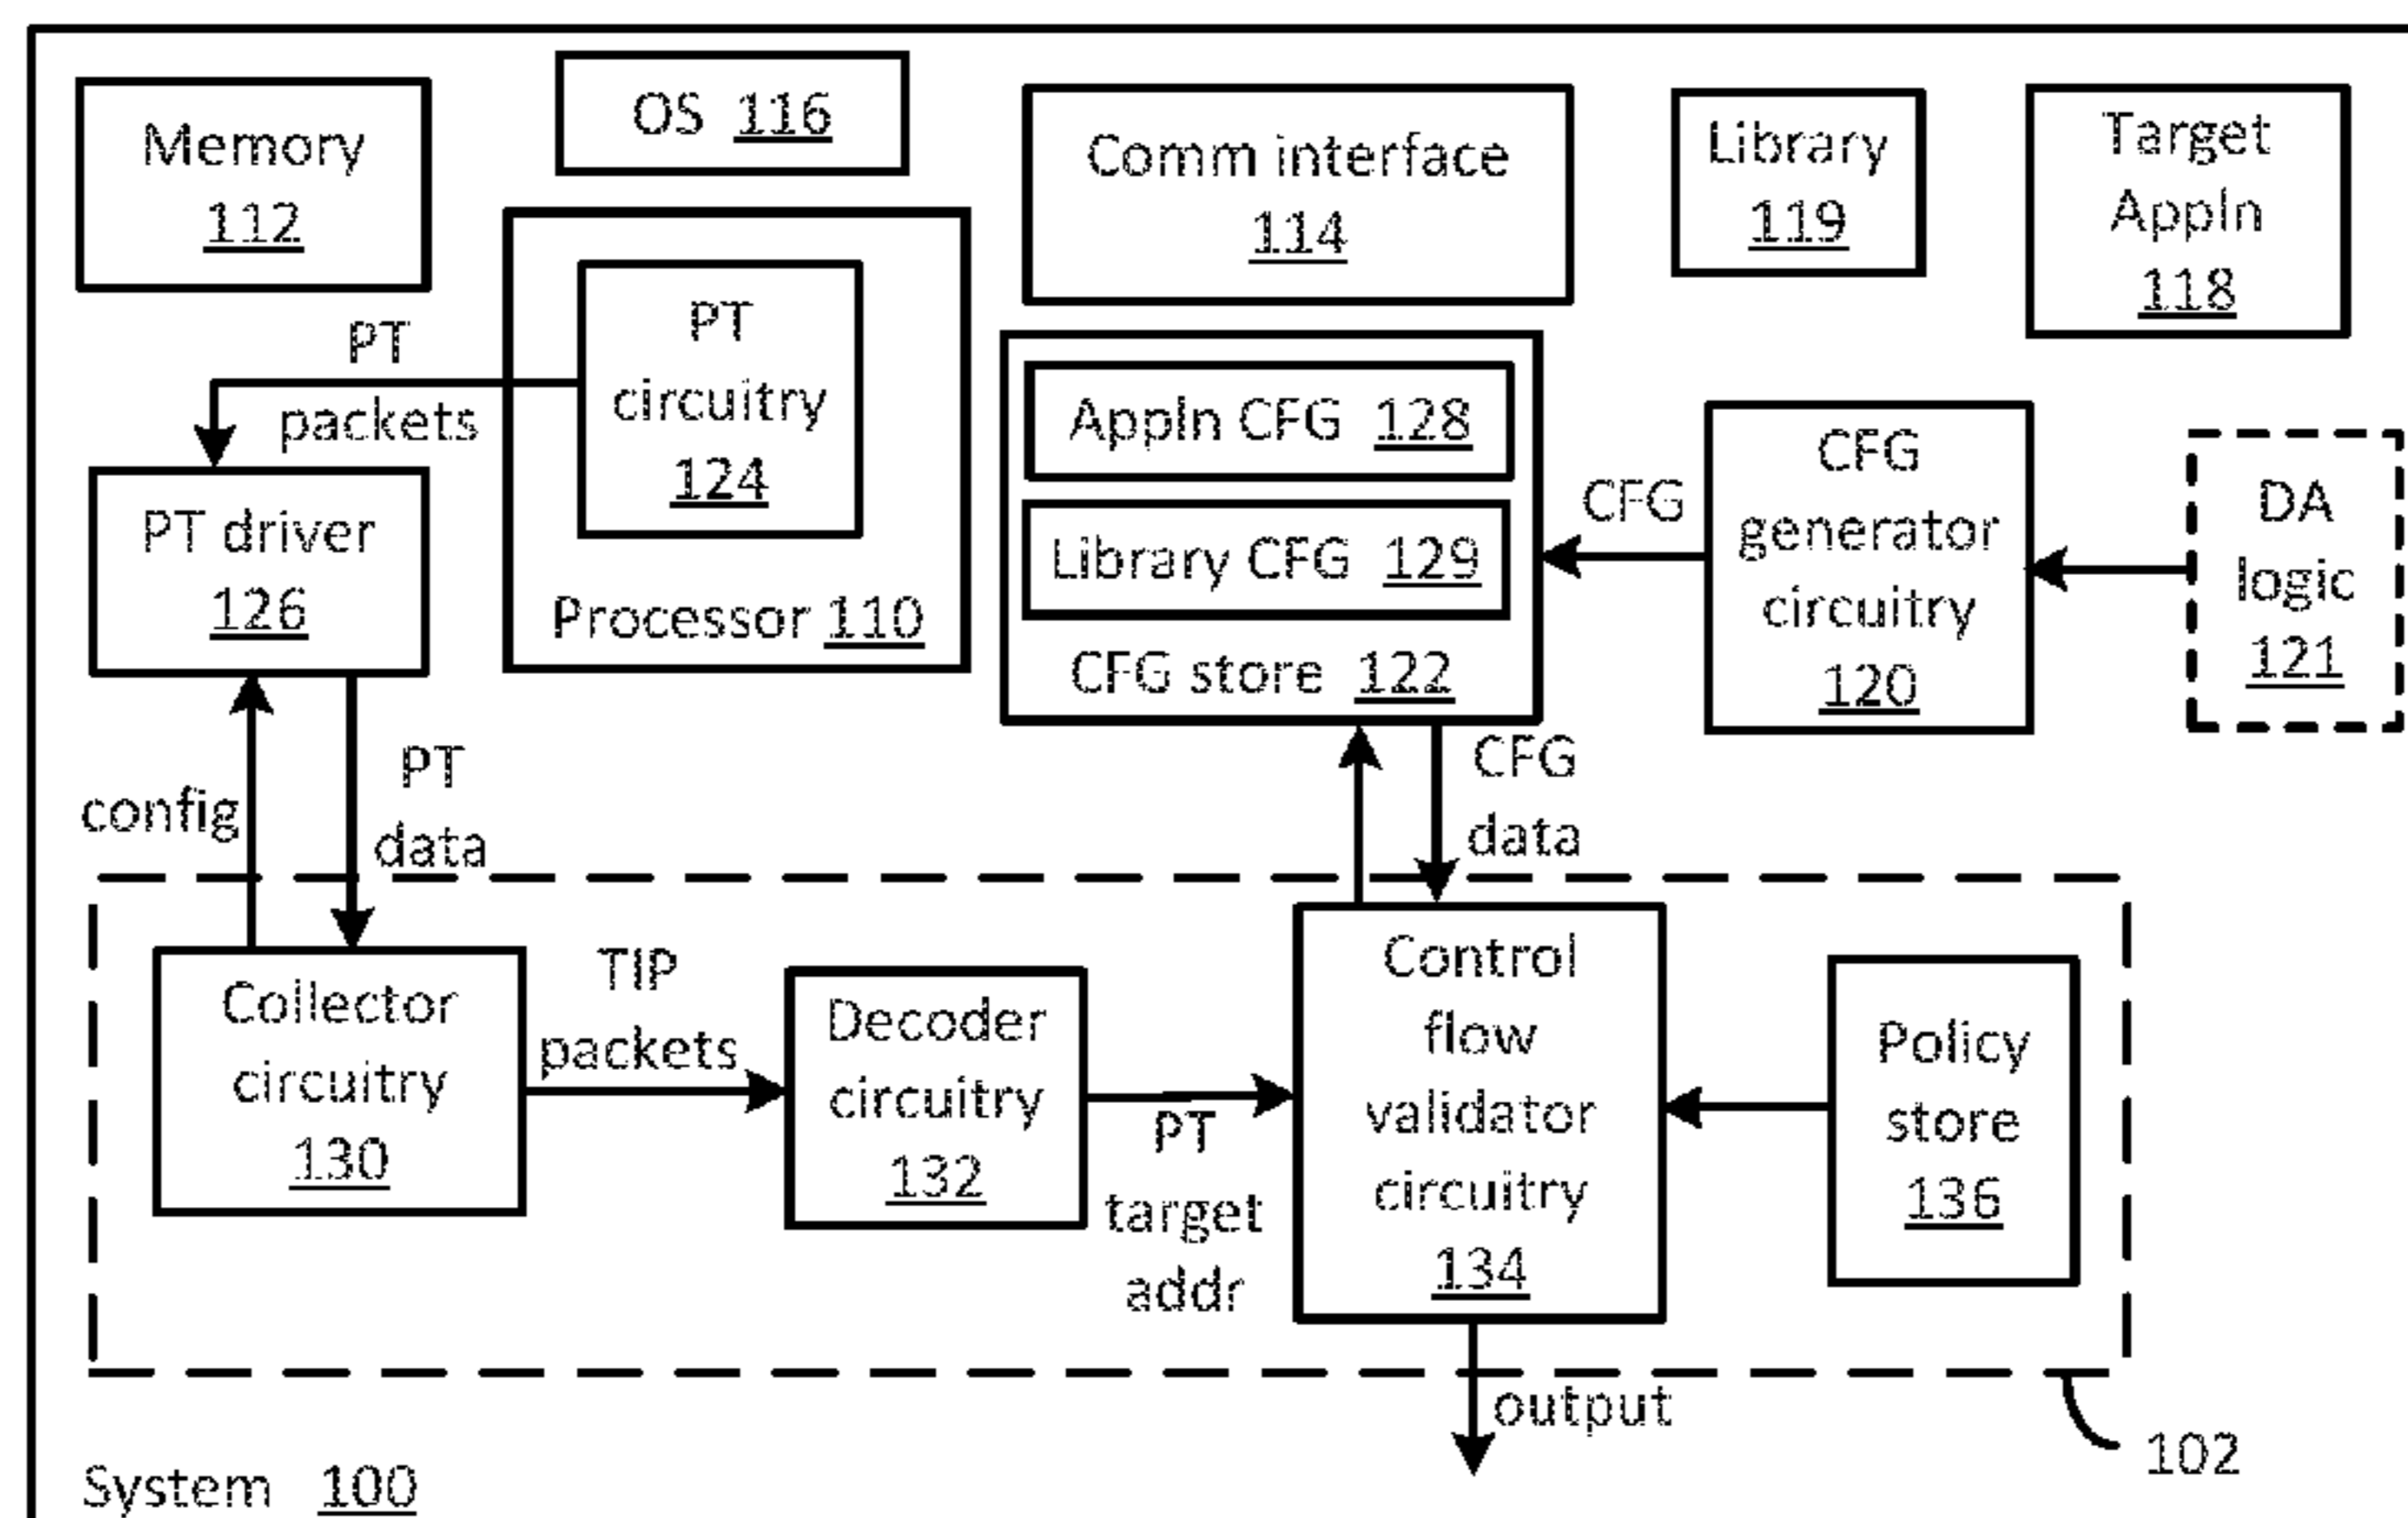 Memory
112
OS 116
Comm interface
114
Library
119
Target
Appln
118
PT
packets
PT
circuitry
124
Processor 110
PT driver
126
Appln CFG 128
Library CFG 129
CFG store 122
CFG
CFG
generator
circuitry
120
DA
logic
121
config
PT
data
CFG
data
Collector
circuitry
130
TIP
packets
Decoder
circuitry
132
PT
target
addr
Control
flow
validator
circuitry
134
Policy
store
136
output
102
System 100